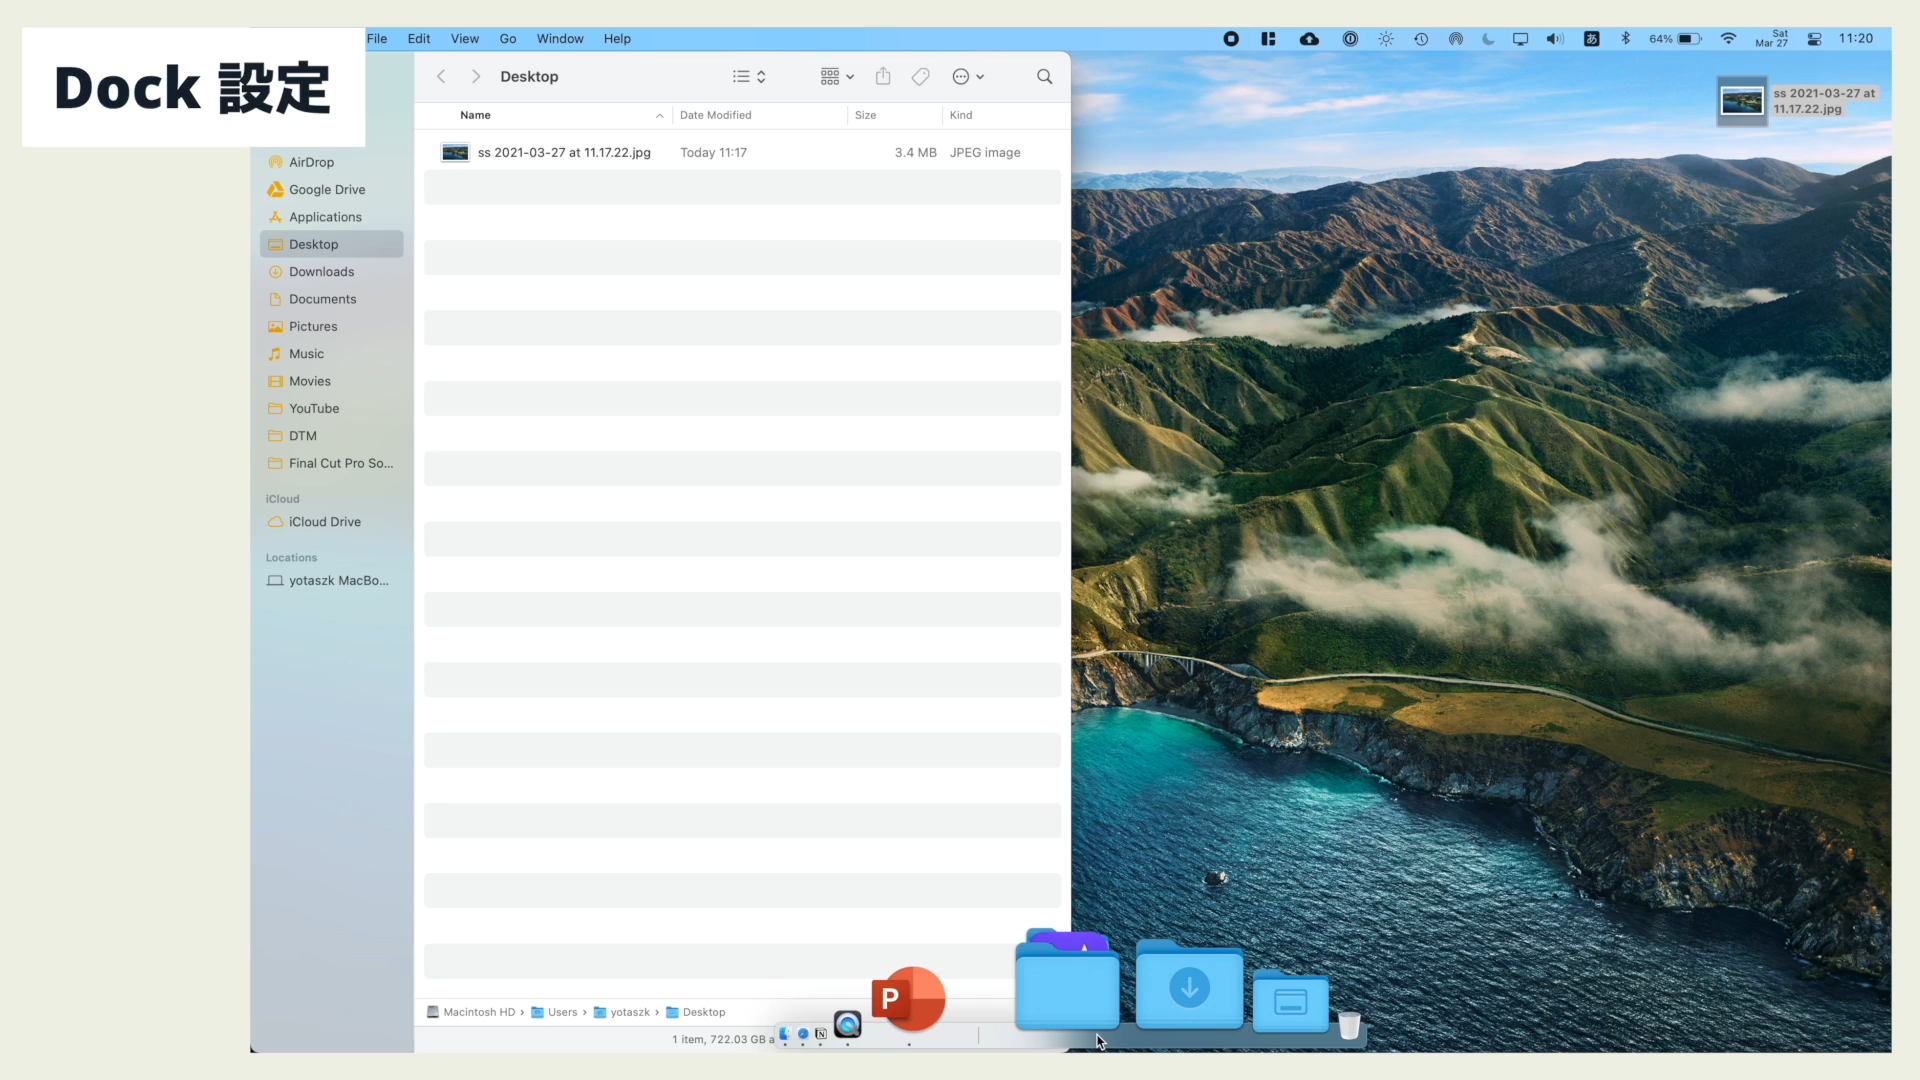 Dock 設定
File Edit View Go Window Help
あ 64% Sat Mar 27 11:20
Desktop
ss 2021-03-27 at
11.17.22.jpg
Name Date Modified Size Kind
ss 2021-03-27 at 11.17.22.jpg Today 11:17 3.4 MB JPEG image
AirDrop
Google Drive
Applications
Desktop
Downloads
Documents
Pictures
Music
Movies
YouTube
DTM
Final Cut Pro So...
iCloud
iCloud Drive
Locations
yotaszk MacBo...
P
Macintosh HD › Users › yotaszk › Desktop
1 item, 722.03 GB a